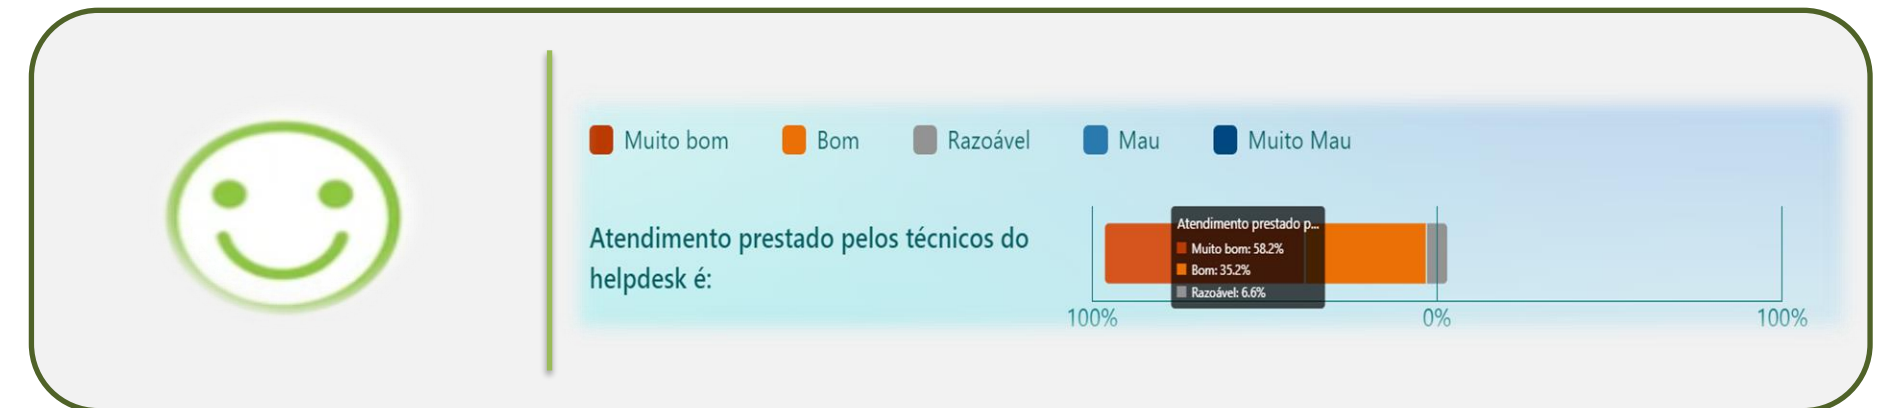 Muito bom
Bom
Razoável
Mau
Muito Mau
Atendimento prestado pelos técnicos do
helpdesk é:
Atendimento prestado p...
Muito bom: 58.2%
Bom: 35.2%
Razoável: 6.6%
100%
0%
100%